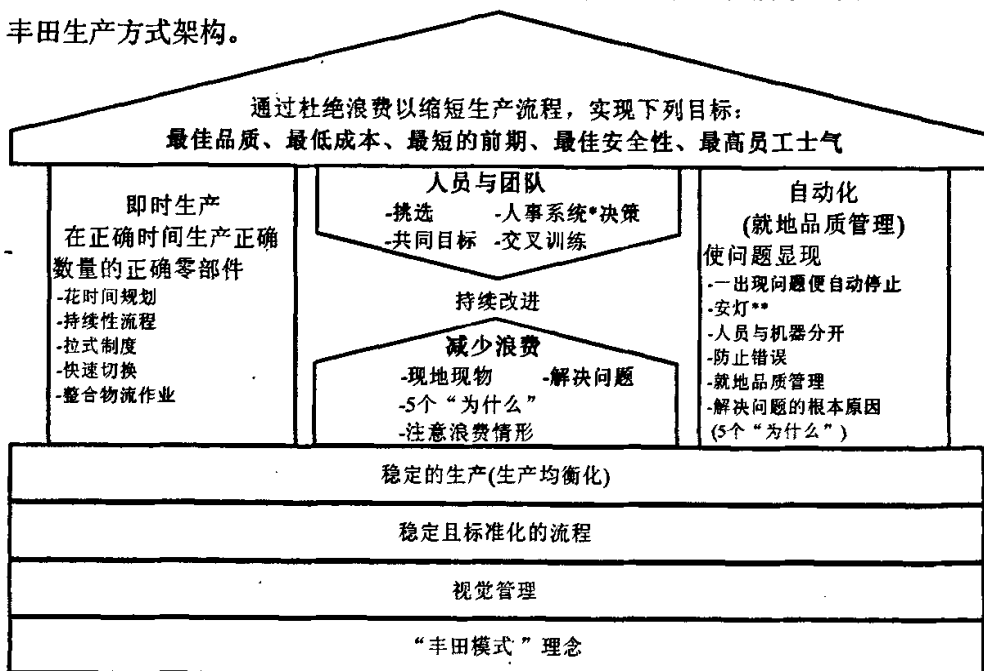 丰田生产方式架构。
通过杜绝浪费以缩短生产流程，实现下列目标：
最佳品质、最低成本、最短的前期、最佳安全性、最高员工士气
即时生产
在正确时间生产正确
数量的正确零部件
-花时间规划
-持续性流程
-拉式制度
-快速切换
-整合物流作业
人员与团队
-挑选 -人事系统*决策
-共同目标 -交叉训练
持续改进
减少浪费
-现地现物 -解决问题
-5个“为什么”
-注意浪费情形
自动化
(就地品质管理)
使问题显现
-一出现问题便自动停止
-安灯**
-人员与机器分开
-防止错误
-就地品质管理
-解决问题的根本原因
(5个“为什么”)
稳定的生产(生产均衡化)
稳定且标准化的流程
视觉管理
“丰田模式”理念